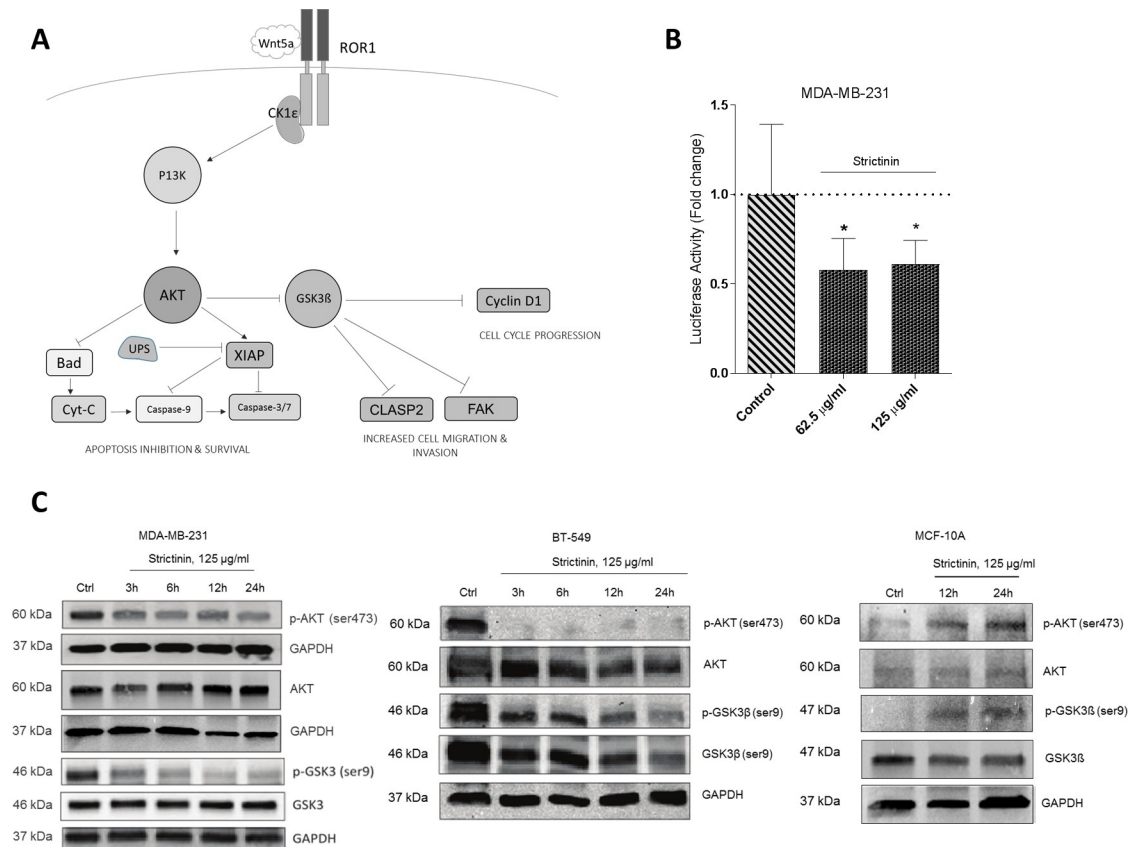 A
Wnt5a
ROR1
CK1ε
P13K
AKT
GSK3ß
Cyclin D1
CELL CYCLE PROGRESSION
UPS
XIAP
Bad
Cyt-C
Caspase-9
Caspase-3/7
CLASP2
FAK
APOPTOSIS INHIBITION & SURVIVAL
INCREASED CELL MIGRATION &
INVASION
B
MDA-MB-231
Luciferase Activity (Fold change)
1.5
1.0
0.5
0.0
Strictinin
*
*
Control
62.5 µg/ml
125 µg/ml
C
MDA-MB-231
Strictinin, 125 µg/ml
Ctrl 3h 6h 12h 24h
60 kDa p-AKT (ser473)
37 kDa GAPDH
60 kDa AKT
37 kDa GAPDH
46 kDa p-GSK3 (ser9)
46 kDa GSK3
37 kDa GAPDH
BT-549
Strictinin, 125 µg/ml
Ctrl 3h 6h 12h 24h
60 kDa p-AKT (ser473)
60 kDa AKT
46 kDa p-GSK3β (ser9)
46 kDa GSK3β (ser9)
37 kDa GAPDH
MCF-10A
Strictinin, 125 µg/ml
Ctrl 12h 24h
60 kDa p-AKT (ser473)
60 kDa AKT
47 kDa p-GSK3ß (ser9)
47 kDa GSK3ß
37 kDa GAPDH